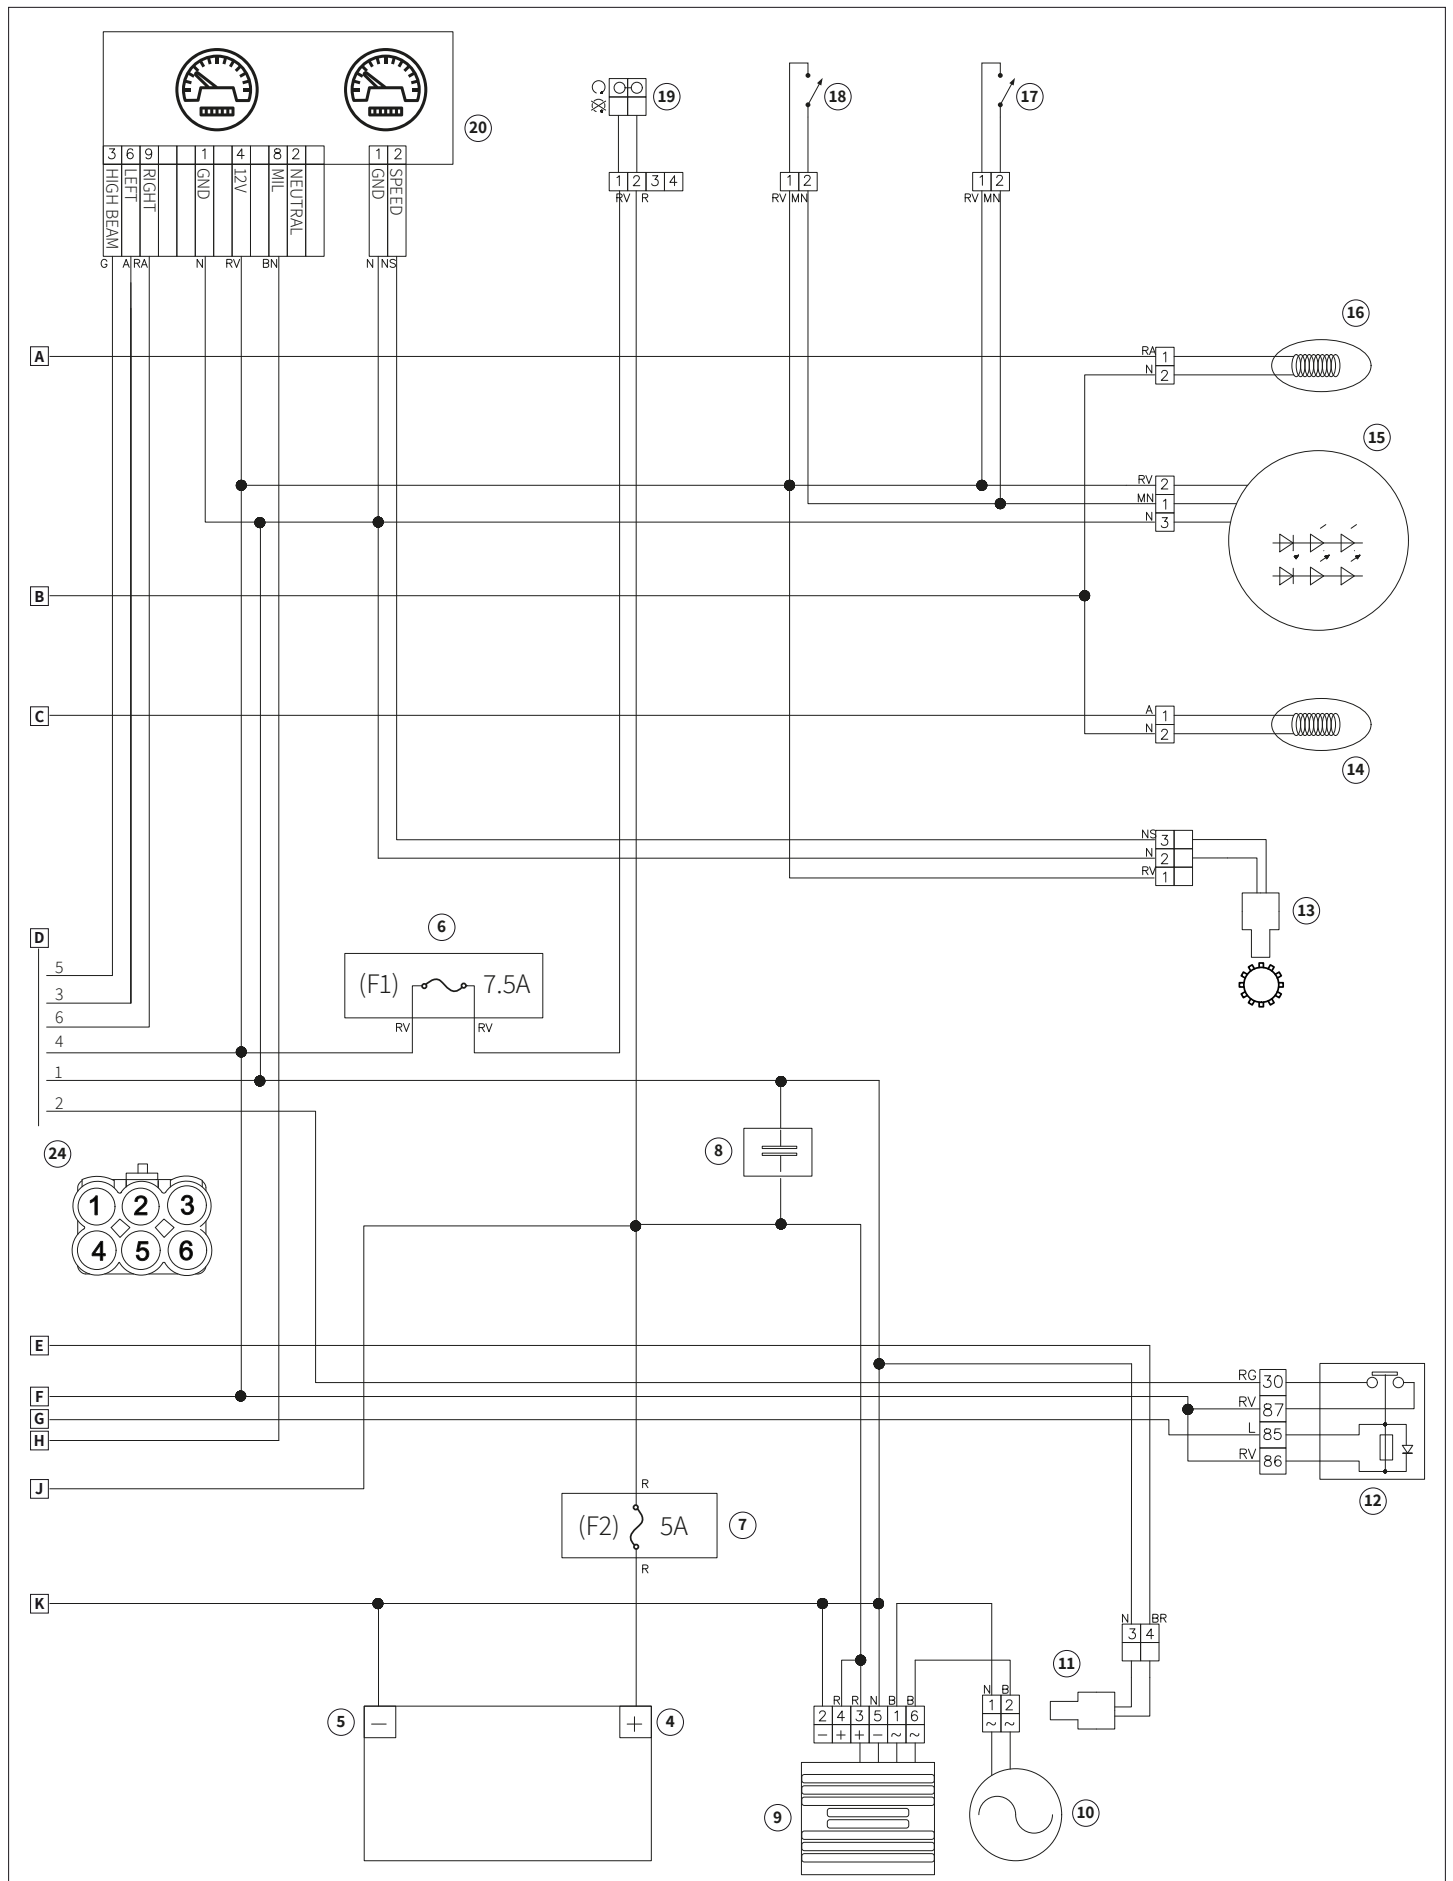 20
19
18
17
3 6 9 1 4 8 2 1 2
HIGH BEAM
LEFT
RIGHT
GND
12V
MIL
NEUTRAL
GND
SPEED
G A RA N RV BN N NS
1 2 3 4
RV R
1 2
RV MN
1 2
RV MN
16
A
RA 1
N 2
15
RV 2
MN 1
N 3
B
C
A 1
N 2
14
NS 3
N 2
RV 1
13
D
5
3
6
4
1
2
6
(F1) 7.5A
RV RV
8
24
1 2 3
4 5 6
E
F
G
H
J
RG 30
RV 87
L 85
RV 86
12
R
(F2) 5A
7
R
K
N BR
3 4
11
5 −
+ 4
R R N B B
2 4 3 5 1 6
− + + − ~ ~
N B
1 2
~ ~
9
10